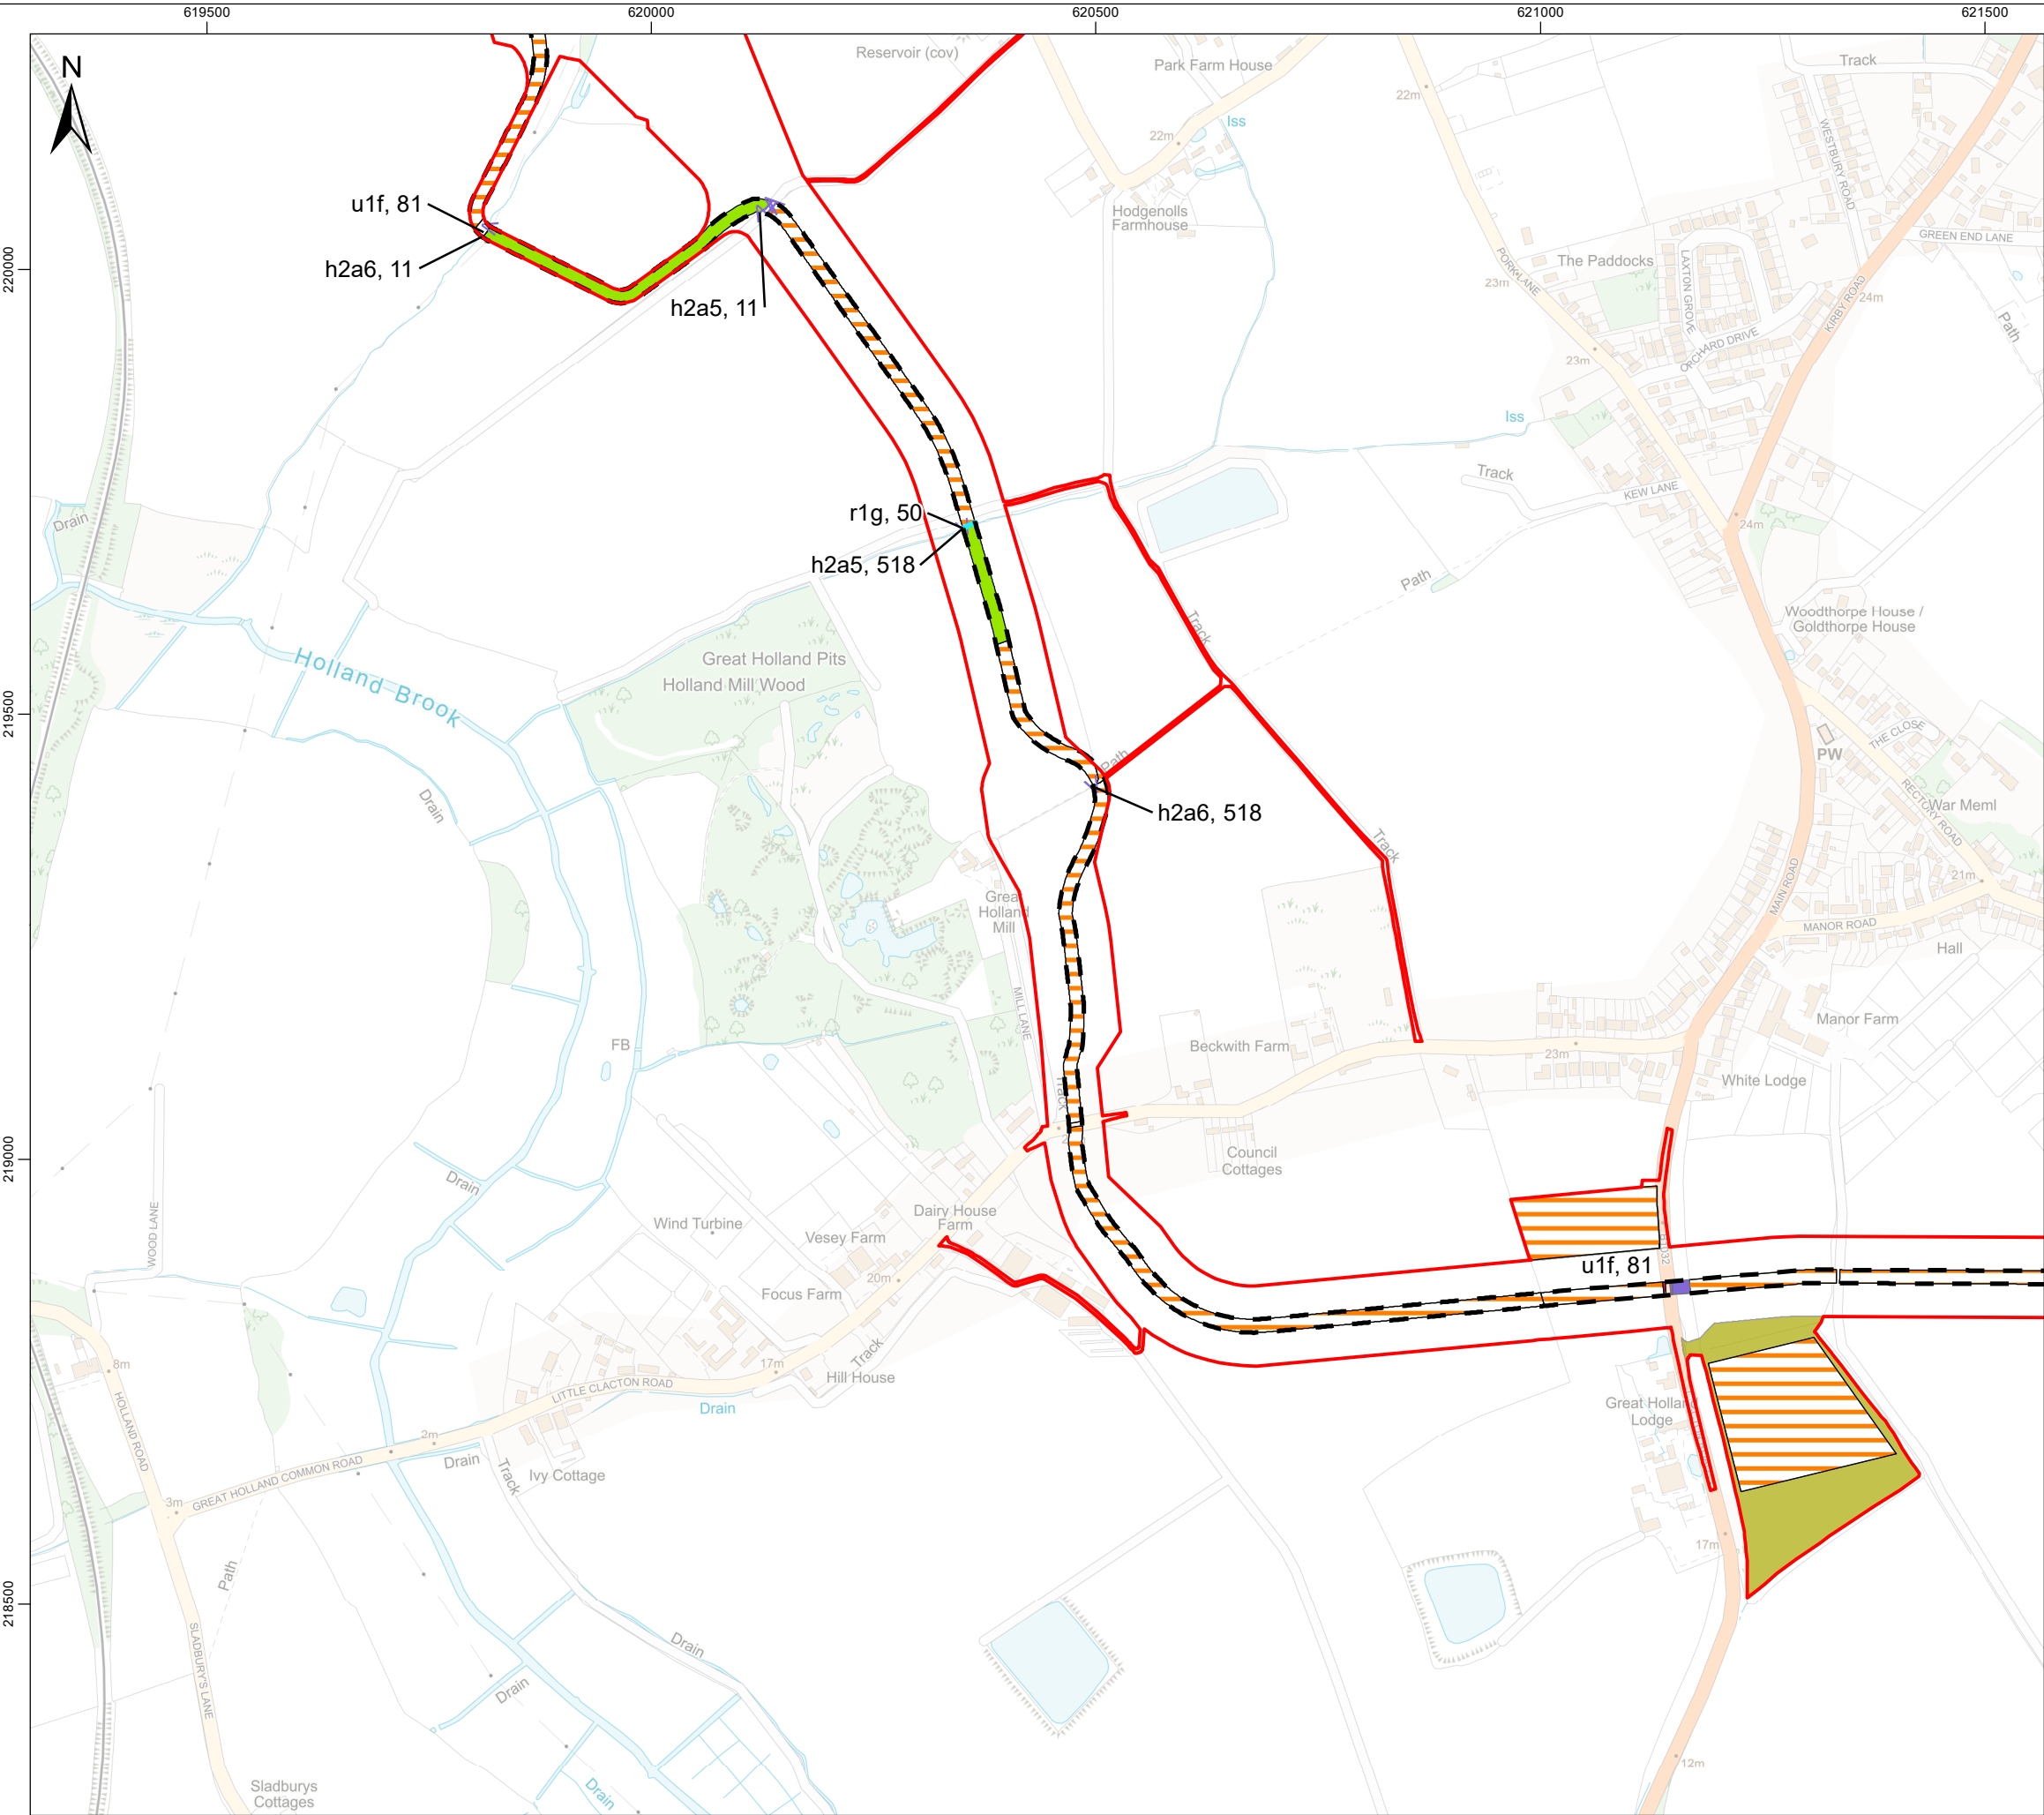 619500
620000
620500
621000
621500
N
Reservoir (cov)
Park Farm House
Track
22m
Iss
22m
WESTBURY ROAD
u1f, 81
Hodgenolls
Farmhouse
GREEN END LANE
h2a6, 11
220000
PORK LANE
The Paddocks
LAXTON GROVE
23m
24m
KIRBY ROAD
h2a5, 11
Path
ORCHARD DRIVE
23m
Iss
Track
KEW LANE
r1g, 50
Drain
24m
h2a5, 518
Path
Track
Woodthorpe House /
Goldthorpe House
Great Holland Pits
Holland Mill Wood
Holland Brook
219500
Path
THE CLOSE
PW
Drain
h2a6, 518
RECTORY ROAD
War Meml
Track
21m
MAIN ROAD
Great
Holland
Mill
MANOR ROAD
Hall
MILL LANE
Manor Farm
FB
Beckwith Farm
23m
White Lodge
Track
219000
Council
Cottages
Drain
WOOD LANE
Wind Turbine
Dairy House
Farm
Vesey Farm
B1032
u1f, 81
20m
Focus Farm
Track
8m
17m
Hill House
HOLLAND ROAD
LITTLE CLACTON ROAD
Drain
Great Holland
Lodge
2m
Drain
Ivy Cottage
GREAT HOLLAND COMMON ROAD
Track
3m
17m
Path
218500
SLADBURY'S LANE
Drain
Drain
12m
Sladburys
Cottages
Drain